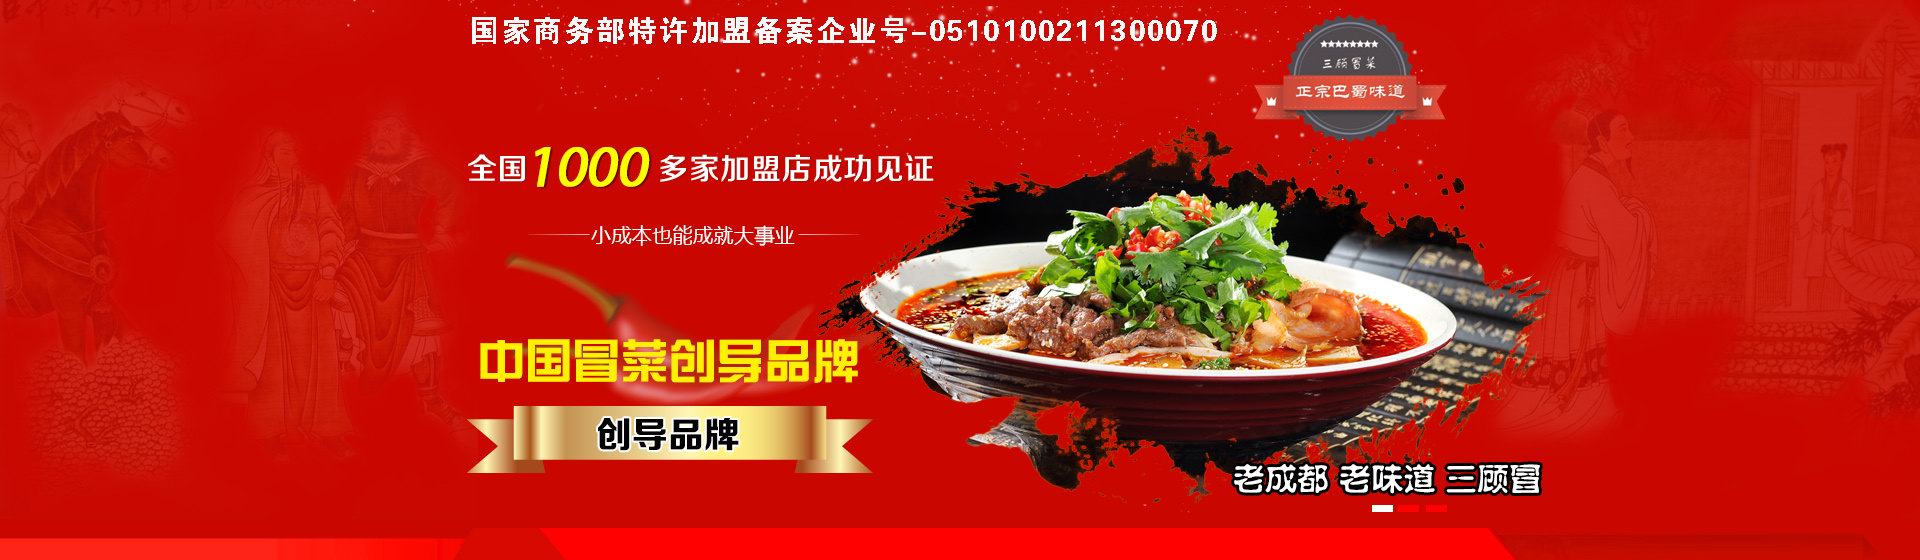 国家商务部特许加盟备案企业号-0510100211300070
三顾冒菜
正宗巴蜀味道
全国1000多家加盟店成功见证
小成本也能成就大事业
中国冒菜创导品牌
创导品牌
老成都 老味道 三顾冒